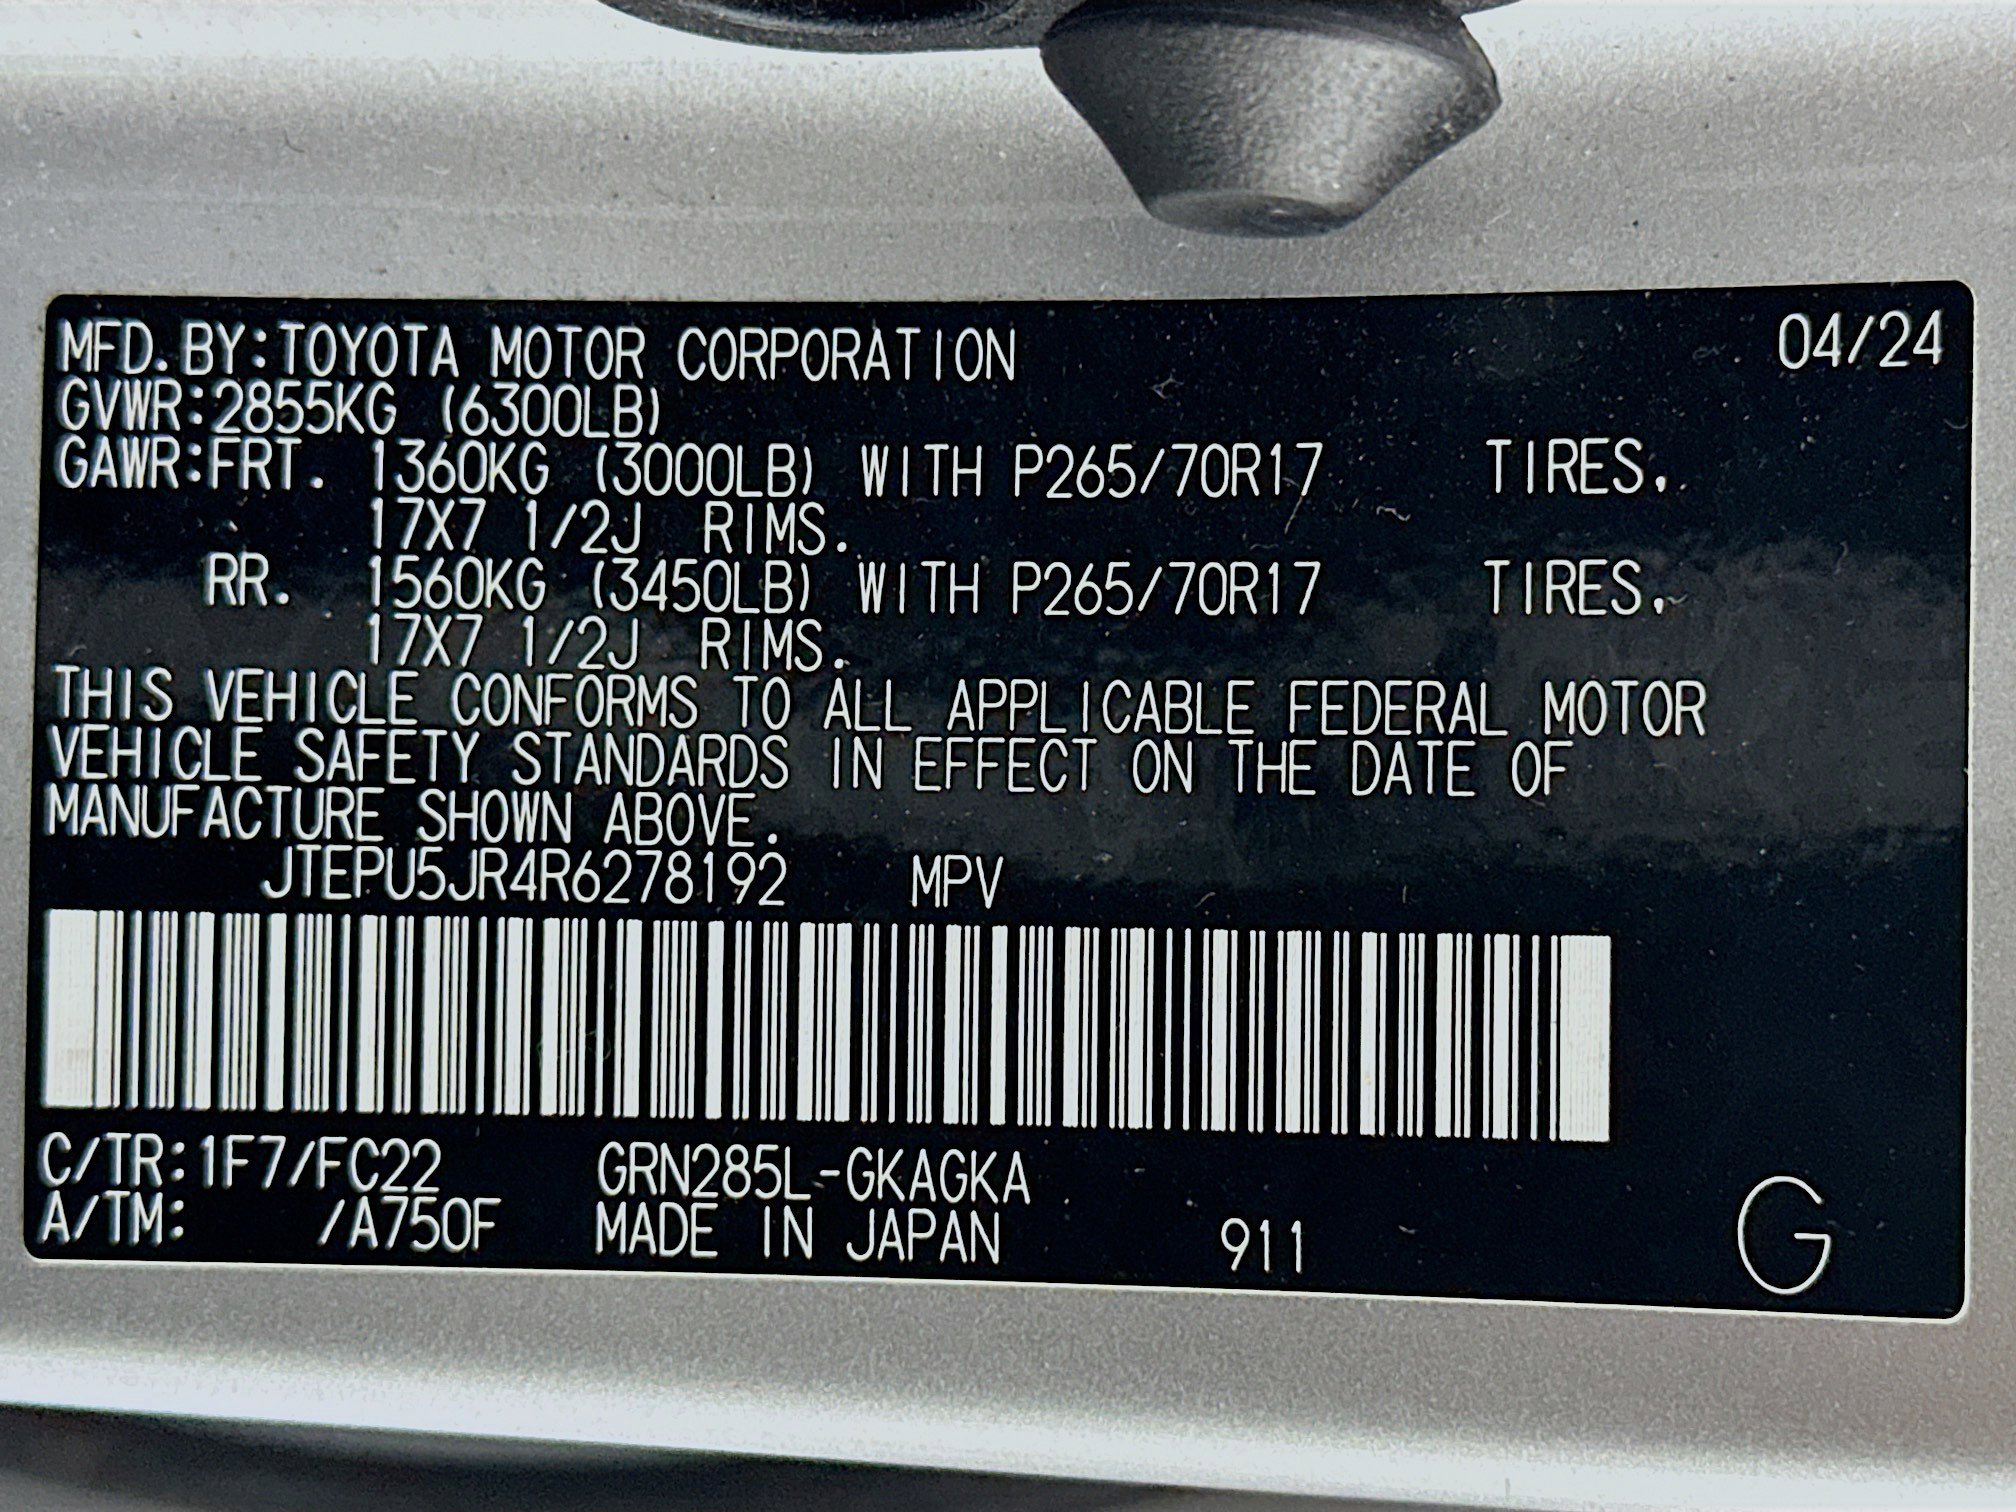 MFD.BY:TOYOTA MOTOR CORPORATION 04/24
GVWR:2855KG (6300LB)
GAWR:FRT. 1360KG (3000LB) WITH P265/70R17 TIRES.
17X7 1/2J RIMS.
RR. 1560KG (3450LB) WITH P265/70R17 TIRES.
17X7 1/2J RIMS.
THIS VEHICLE CONFORMS TO ALL APPLICABLE FEDERAL MOTOR
VEHICLE SAFETY STANDARDS IN EFFECT ON THE DATE OF
MANUFACTURE SHOWN ABOVE.
JTEPU5JR4R6278192 MPV
C/TR:1F7/FC22 GRN285L-GKAGKA
A/TM: /A750F MADE IN JAPAN 911 G